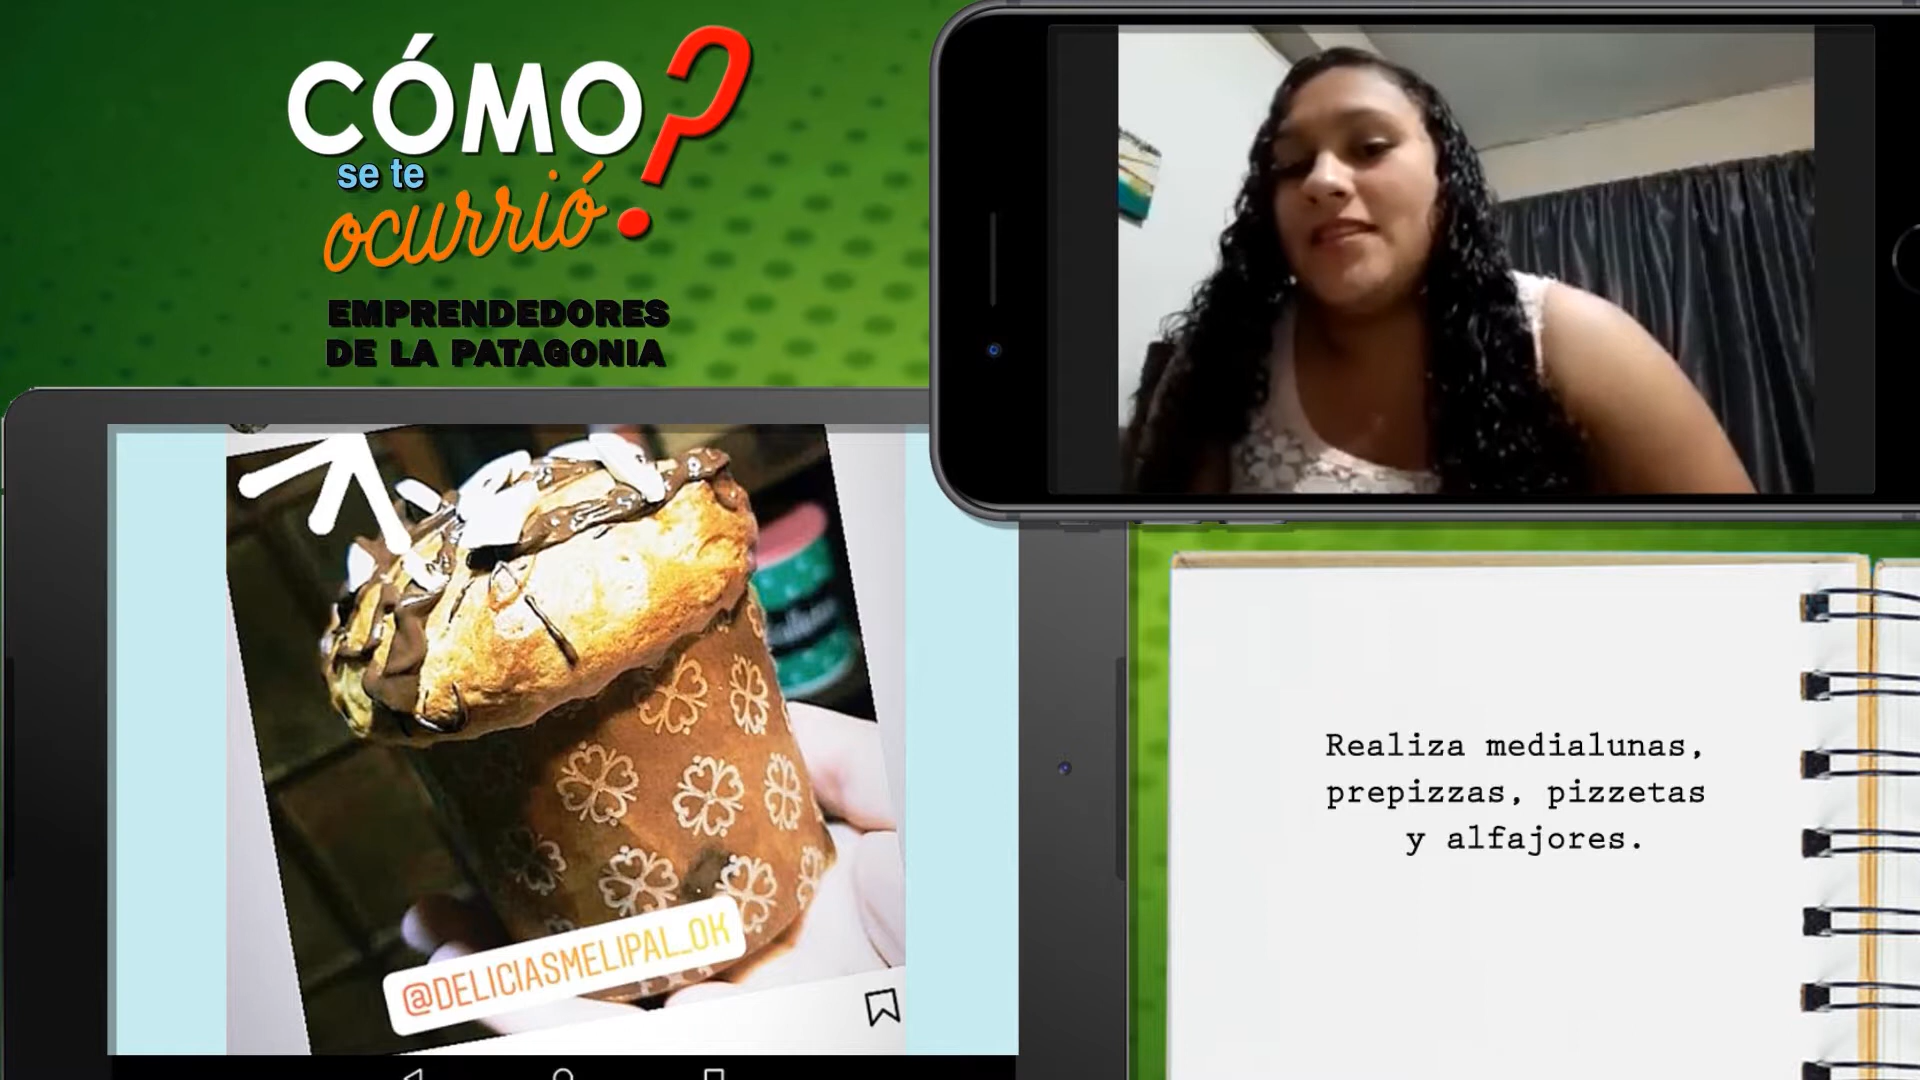 CÓMO?
se te
ocurrió
EMPRENDEDORES
DE LA PATAGONIA
@DELICIASMELIPAL_OK
Realiza medialunas,
prepizzas, pizzetas
y alfajores.